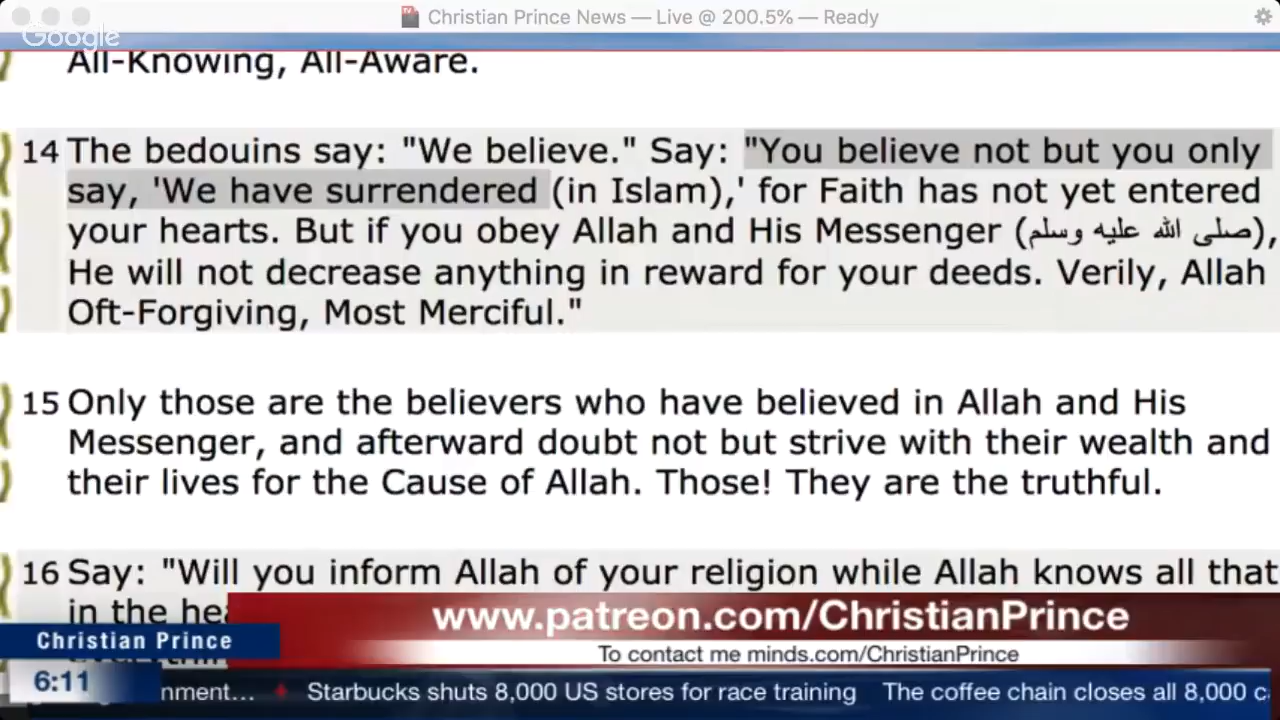 Christian Prince News — Live @ 200.5% — Ready
Google
All-Knowing, All-Aware.
14 The bedouins say: "We believe." Say: "You believe not but you only
say, 'We have surrendered (in Islam),' for Faith has not yet entered
your hearts. But if you obey Allah and His Messenger (صلى الله عليه وسلم),
He will not decrease anything in reward for your deeds. Verily, Allah
Oft-Forgiving, Most Merciful."
15 Only those are the believers who have believed in Allah and His
Messenger, and afterward doubt not but strive with their wealth and
their lives for the Cause of Allah. Those! They are the truthful.
16 Say: "Will you inform Allah of your religion while Allah knows all that
in the hea
www.patreon.com/ChristianPrince
Christian Prince
To contact me minds.com/ChristianPrince
6:11
nment... Starbucks shuts 8,000 US stores for race training The coffee chain closes all 8,000 c